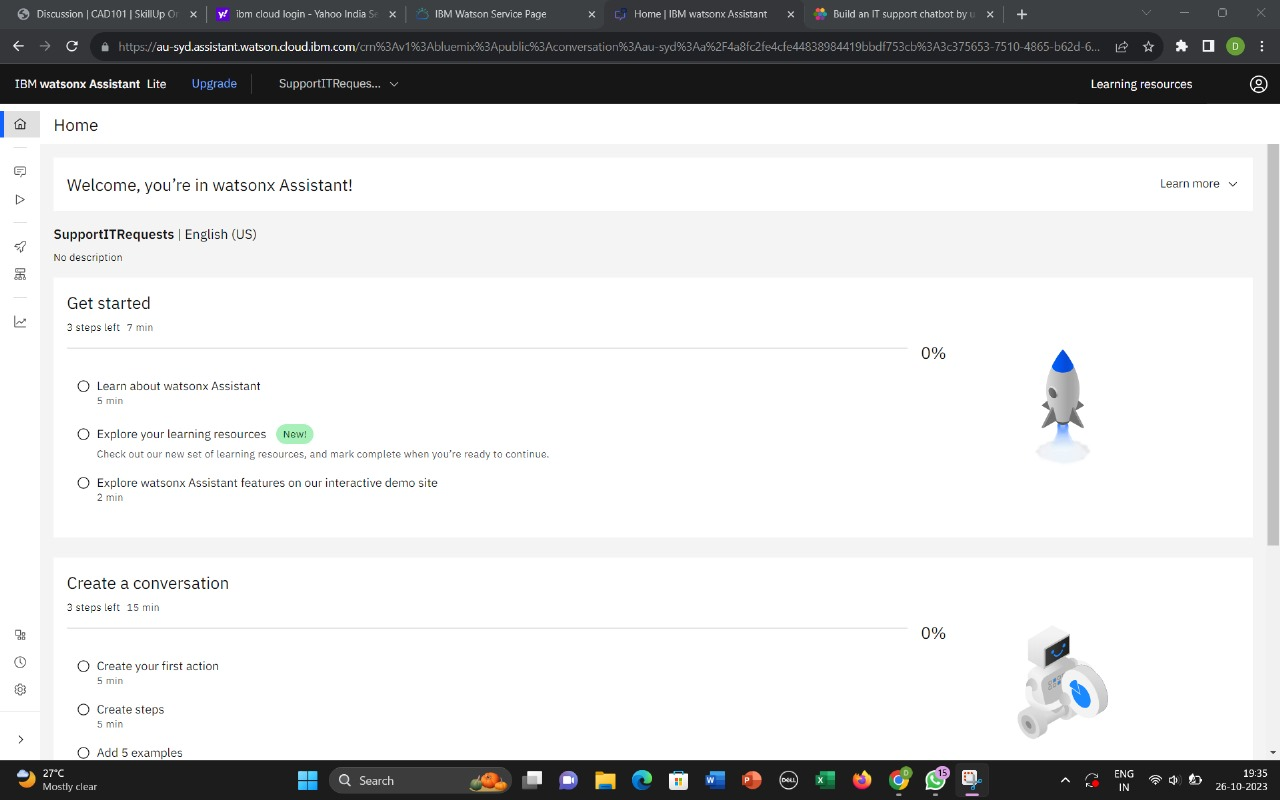 Discussion | CAD101 | SkillUp On
ibm cloud login - Yahoo India Se
IBM Watson Service Page
Home | IBM watsonx Assistant
Build an IT support chatbot by u
https://au-syd.assistant.watson.cloud.ibm.com/crn%3Av1%3Abluemix%3Apublic%3Aconversation%3Aau-syd%3Aa%2F4a8fc2fe4cfe44838984419bbdf753cb%3A3c375653-7510-4865-b62d-6...
D
IBM watsonx Assistant Lite
Upgrade
SupportITReques...
Learning resources
Home
Welcome, you’re in watsonx Assistant!
Learn more
SupportITRequests | English (US)
No description
Get started
3 steps left 7 min
0%
Learn about watsonx Assistant
5 min
Explore your learning resources New!
Check out our new set of learning resources, and mark complete when you’re ready to continue.
Explore watsonx Assistant features on our interactive demo site
2 min
Create a conversation
3 steps left 15 min
0%
Create your first action
5 min
Create steps
5 min
Add 5 examples
27°C
Mostly clear
Search
DELL
D
15
ENG
IN
19:35
26-10-2023